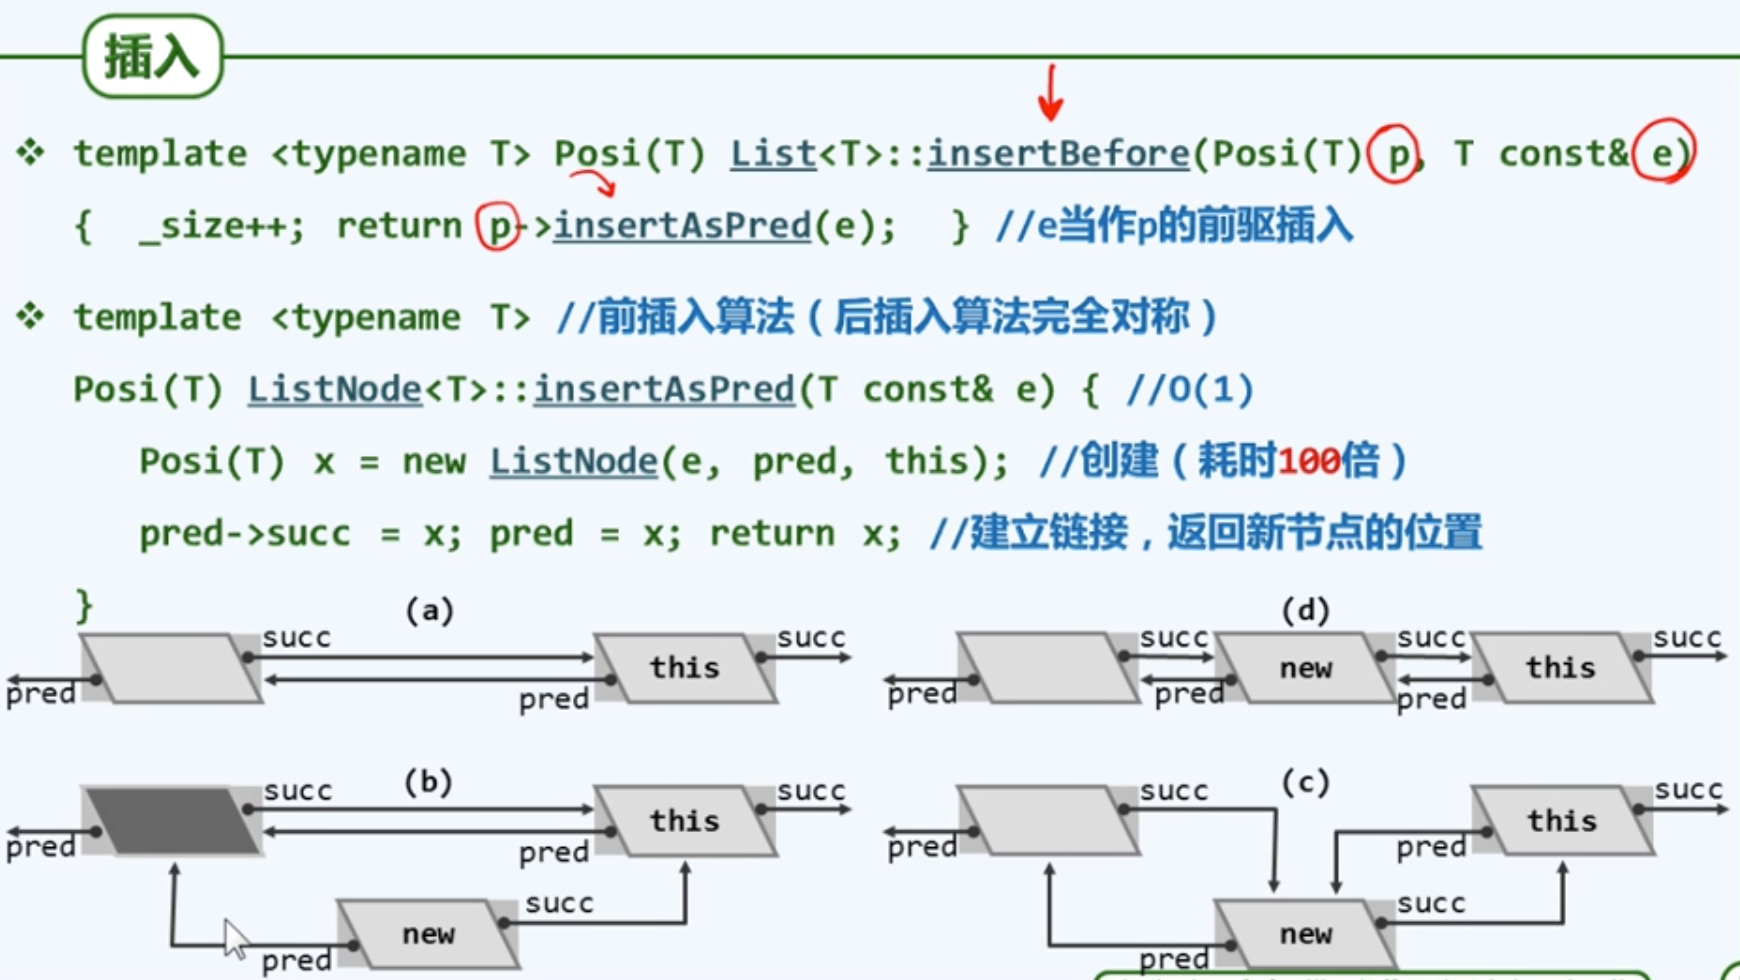 插入
❖ template <typename T> Posi(T) List<T>::insertBefore(Posi(T) p, T const& e)
{ _size++; return p->insertAsPred(e); } //e当作p的前驱插入
❖ template <typename T> //前插入算法（后插入算法完全对称）
Posi(T) ListNode<T>::insertAsPred(T const& e) { //O(1)
Posi(T) x = new ListNode(e, pred, this); //创建（耗时100倍）
pred->succ = x; pred = x; return x; //建立链接，返回新节点的位置
}
(a)
succ
succ
this
pred
pred
(d)
succ
succ
succ
new
this
pred
pred
pred
(b)
succ
succ
this
pred
pred
succ
new
pred
(c)
succ
succ
this
pred
pred
succ
new
pred